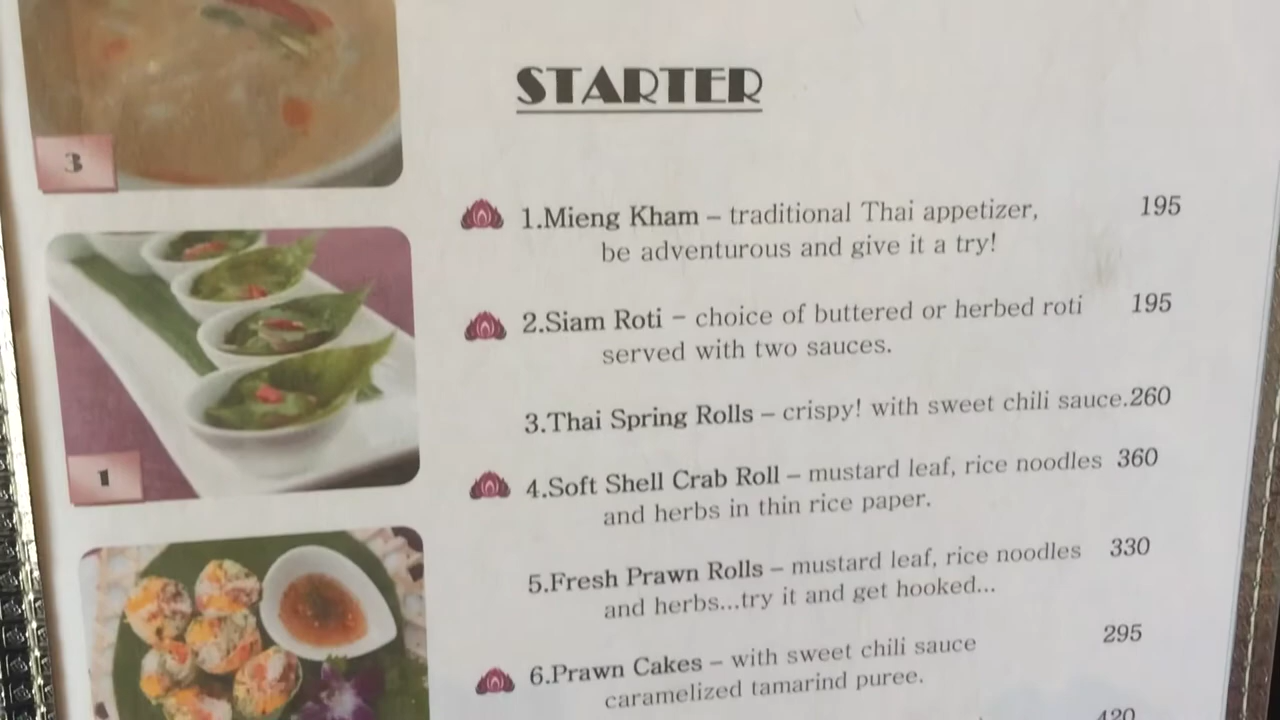 STARTER
3
1.Mieng Kham – traditional Thai appetizer, 195
be adventurous and give it a try!
2.Siam Roti – choice of buttered or herbed roti 195
served with two sauces.
3.Thai Spring Rolls – crispy! with sweet chili sauce.260
1
4.Soft Shell Crab Roll – mustard leaf, rice noodles 360
and herbs in thin rice paper.
5.Fresh Prawn Rolls – mustard leaf, rice noodles 330
and herbs...try it and get hooked...
6.Prawn Cakes – with sweet chili sauce 295
caramelized tamarind puree.
420